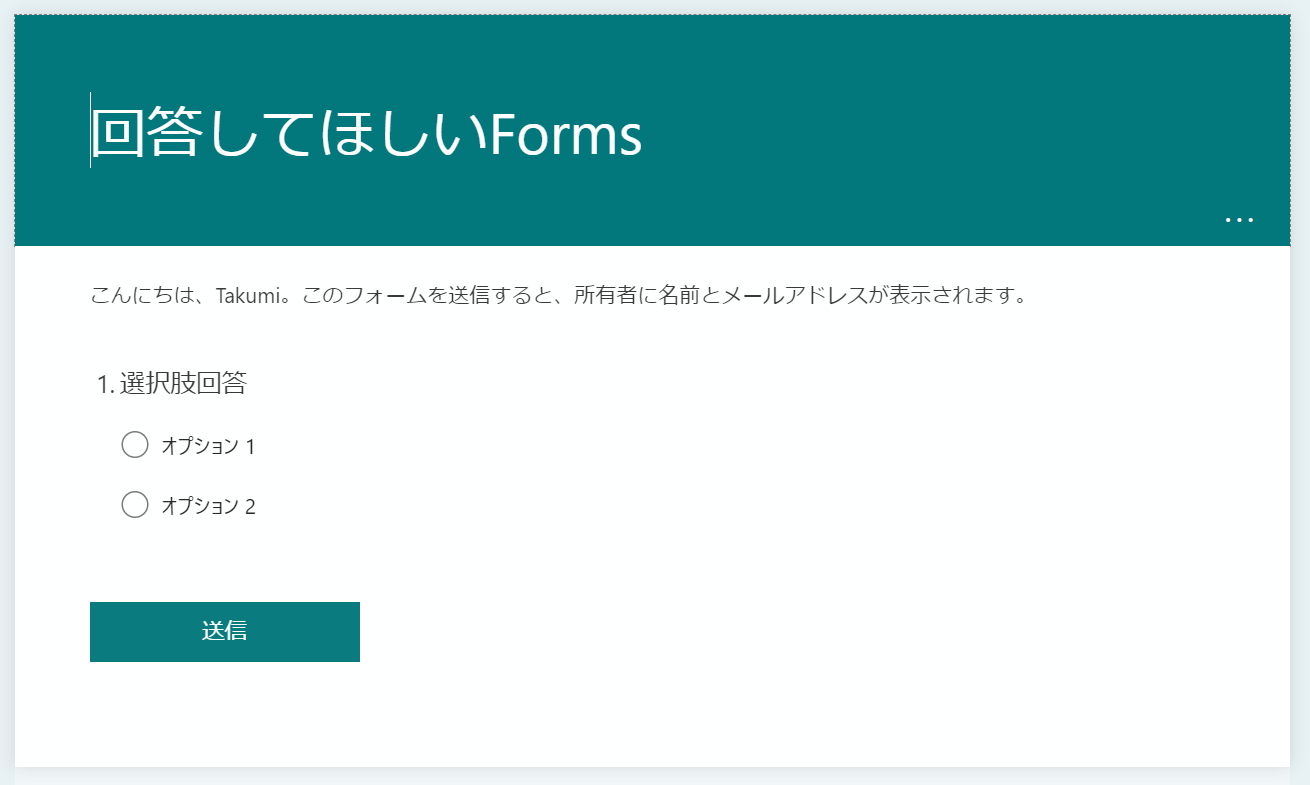 回答してほしいForms
...
こんにちは、Takumi。このフォームを送信すると、所有者に名前とメールアドレスが表示されます。
1. 選択肢回答
オプション 1
オプション 2
送信